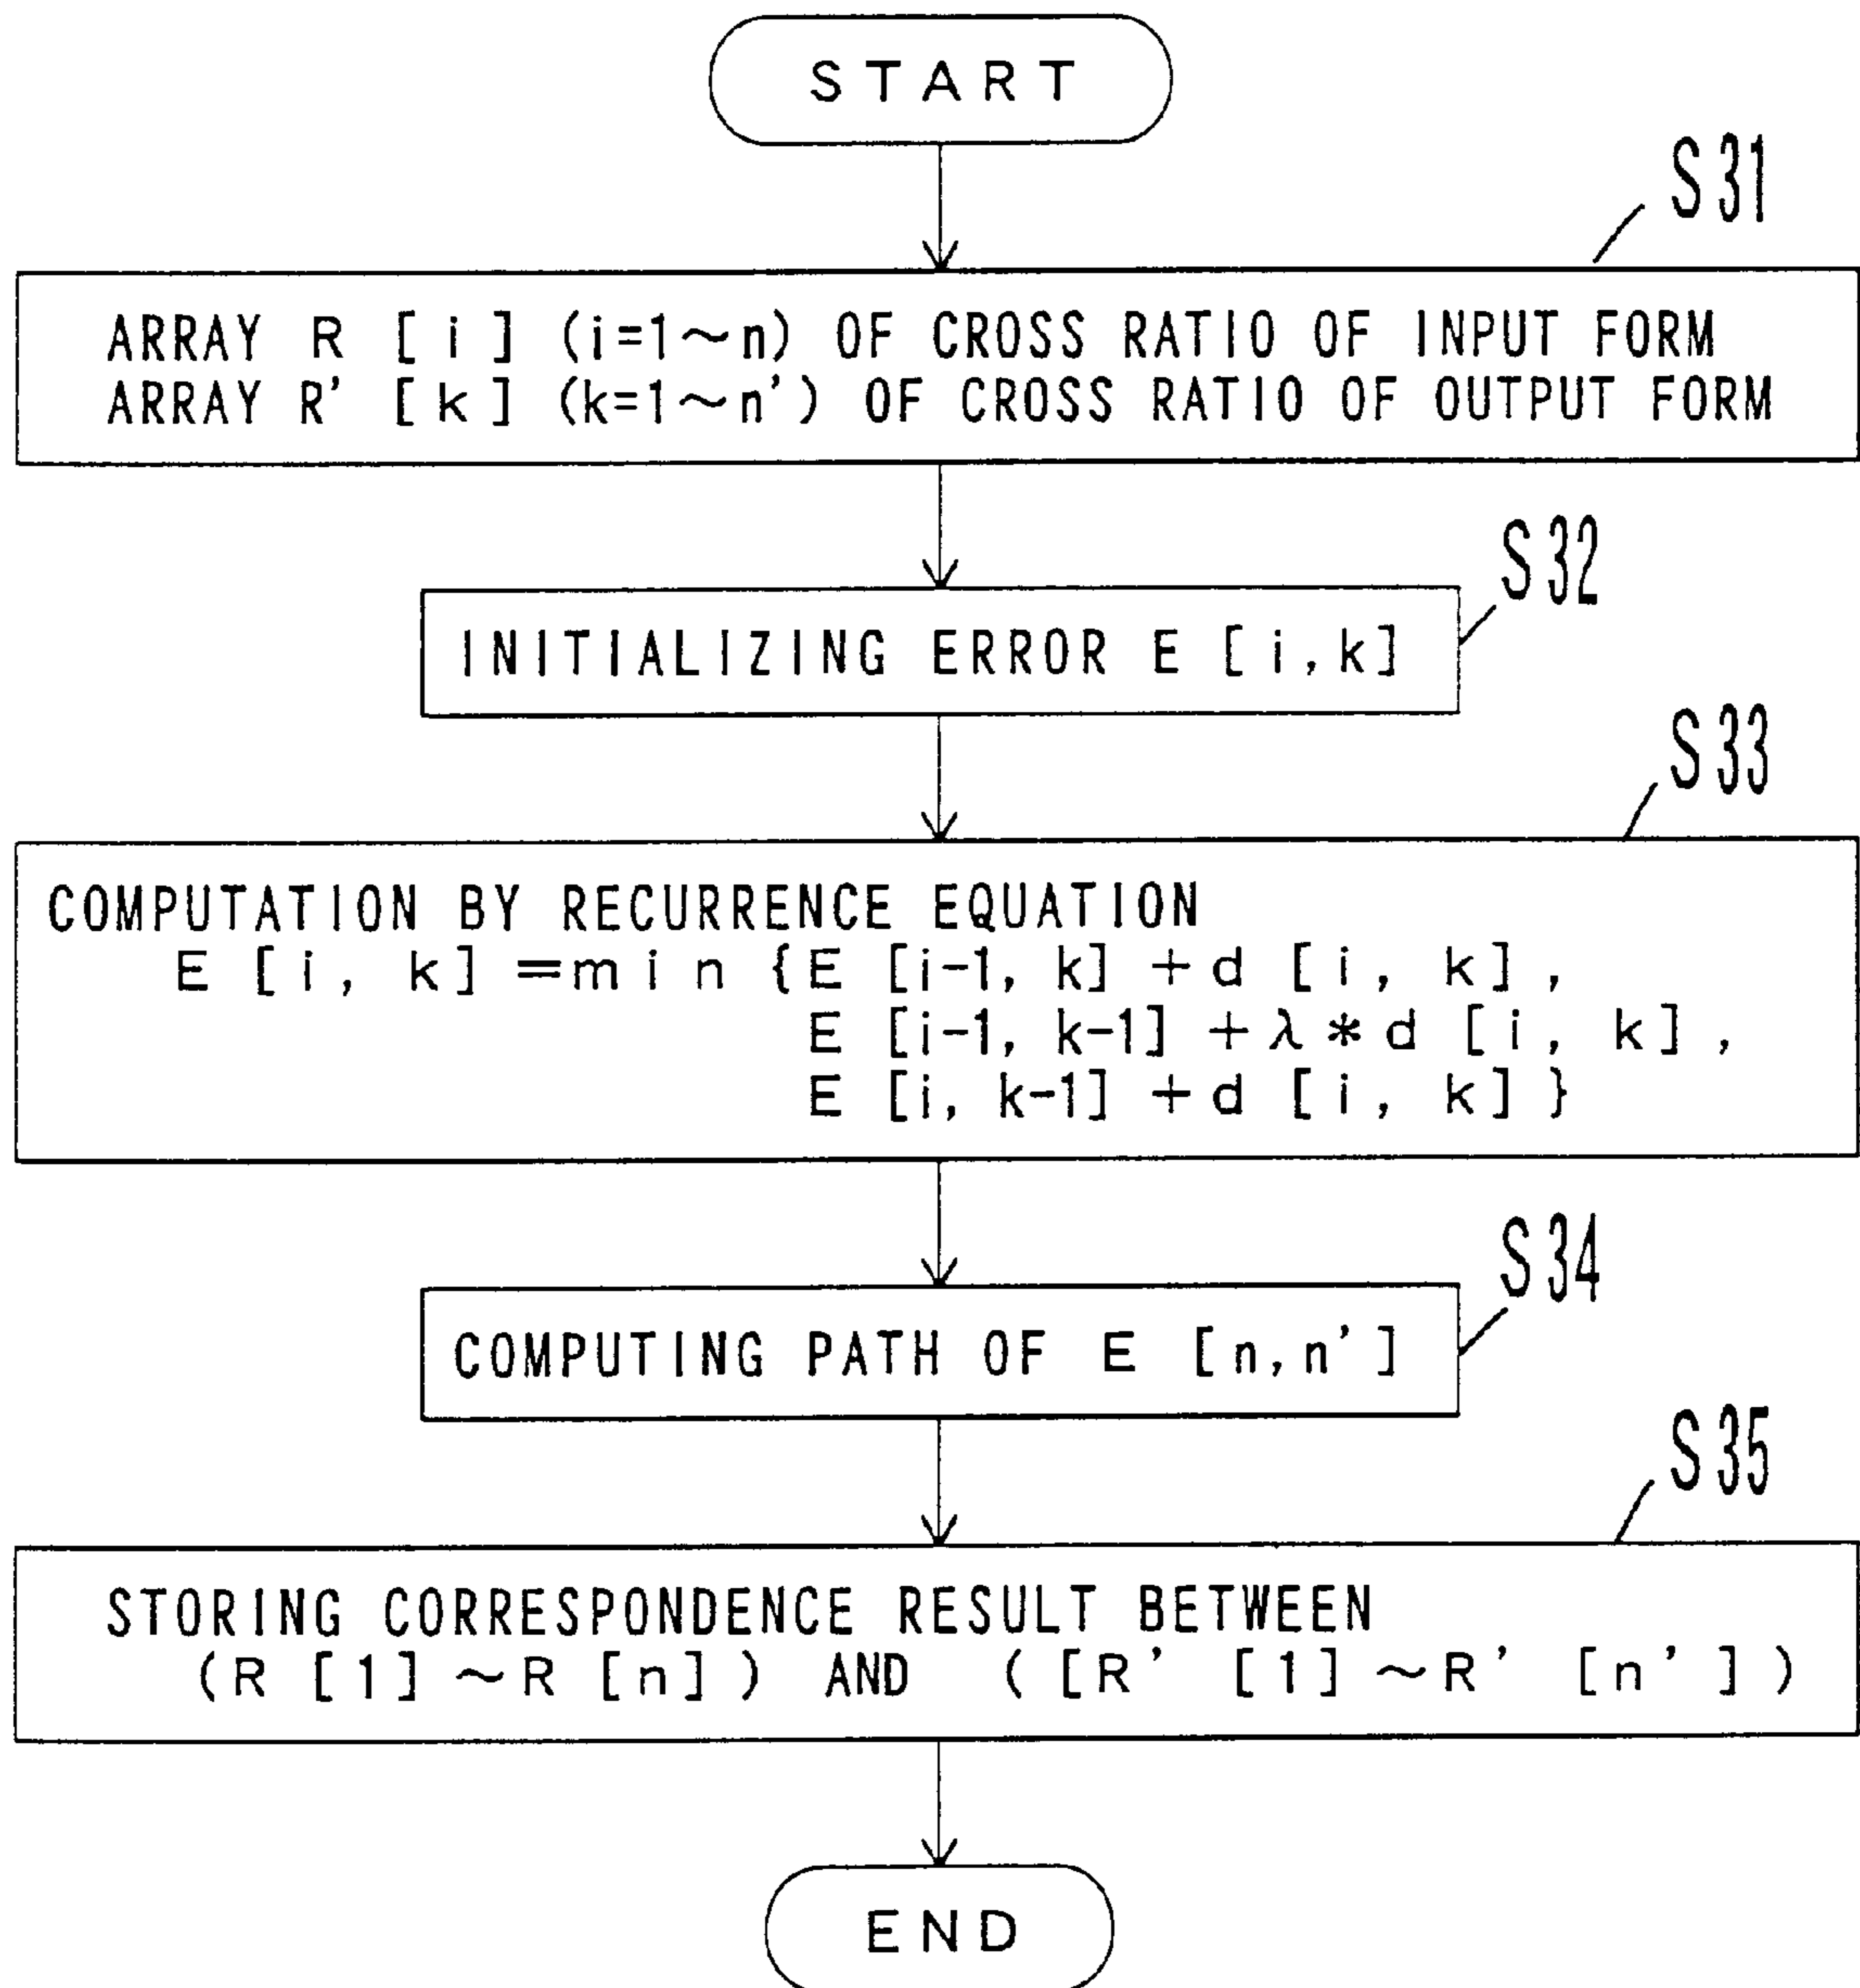 START
S31
ARRAY R [i] (i=1~n) OF CROSS RATIO OF INPUT FORM
ARRAY R' [k] (k=1~n') OF CROSS RATIO OF OUTPUT FORM
S32
INITIALIZING ERROR E [i,k]
S33
COMPUTATION BY RECURRENCE EQUATION
E [i, k] =min {E [i-1, k] +d [i, k],
E [i-1, k-1] +λ*d [i, k],
E [i, k-1] +d [i, k] }
S34
COMPUTING PATH OF E [n,n']
S35
STORING CORRESPONDENCE RESULT BETWEEN
(R [1] ~R [n] ) AND ( [R' [1] ~R' [n' ] )
END